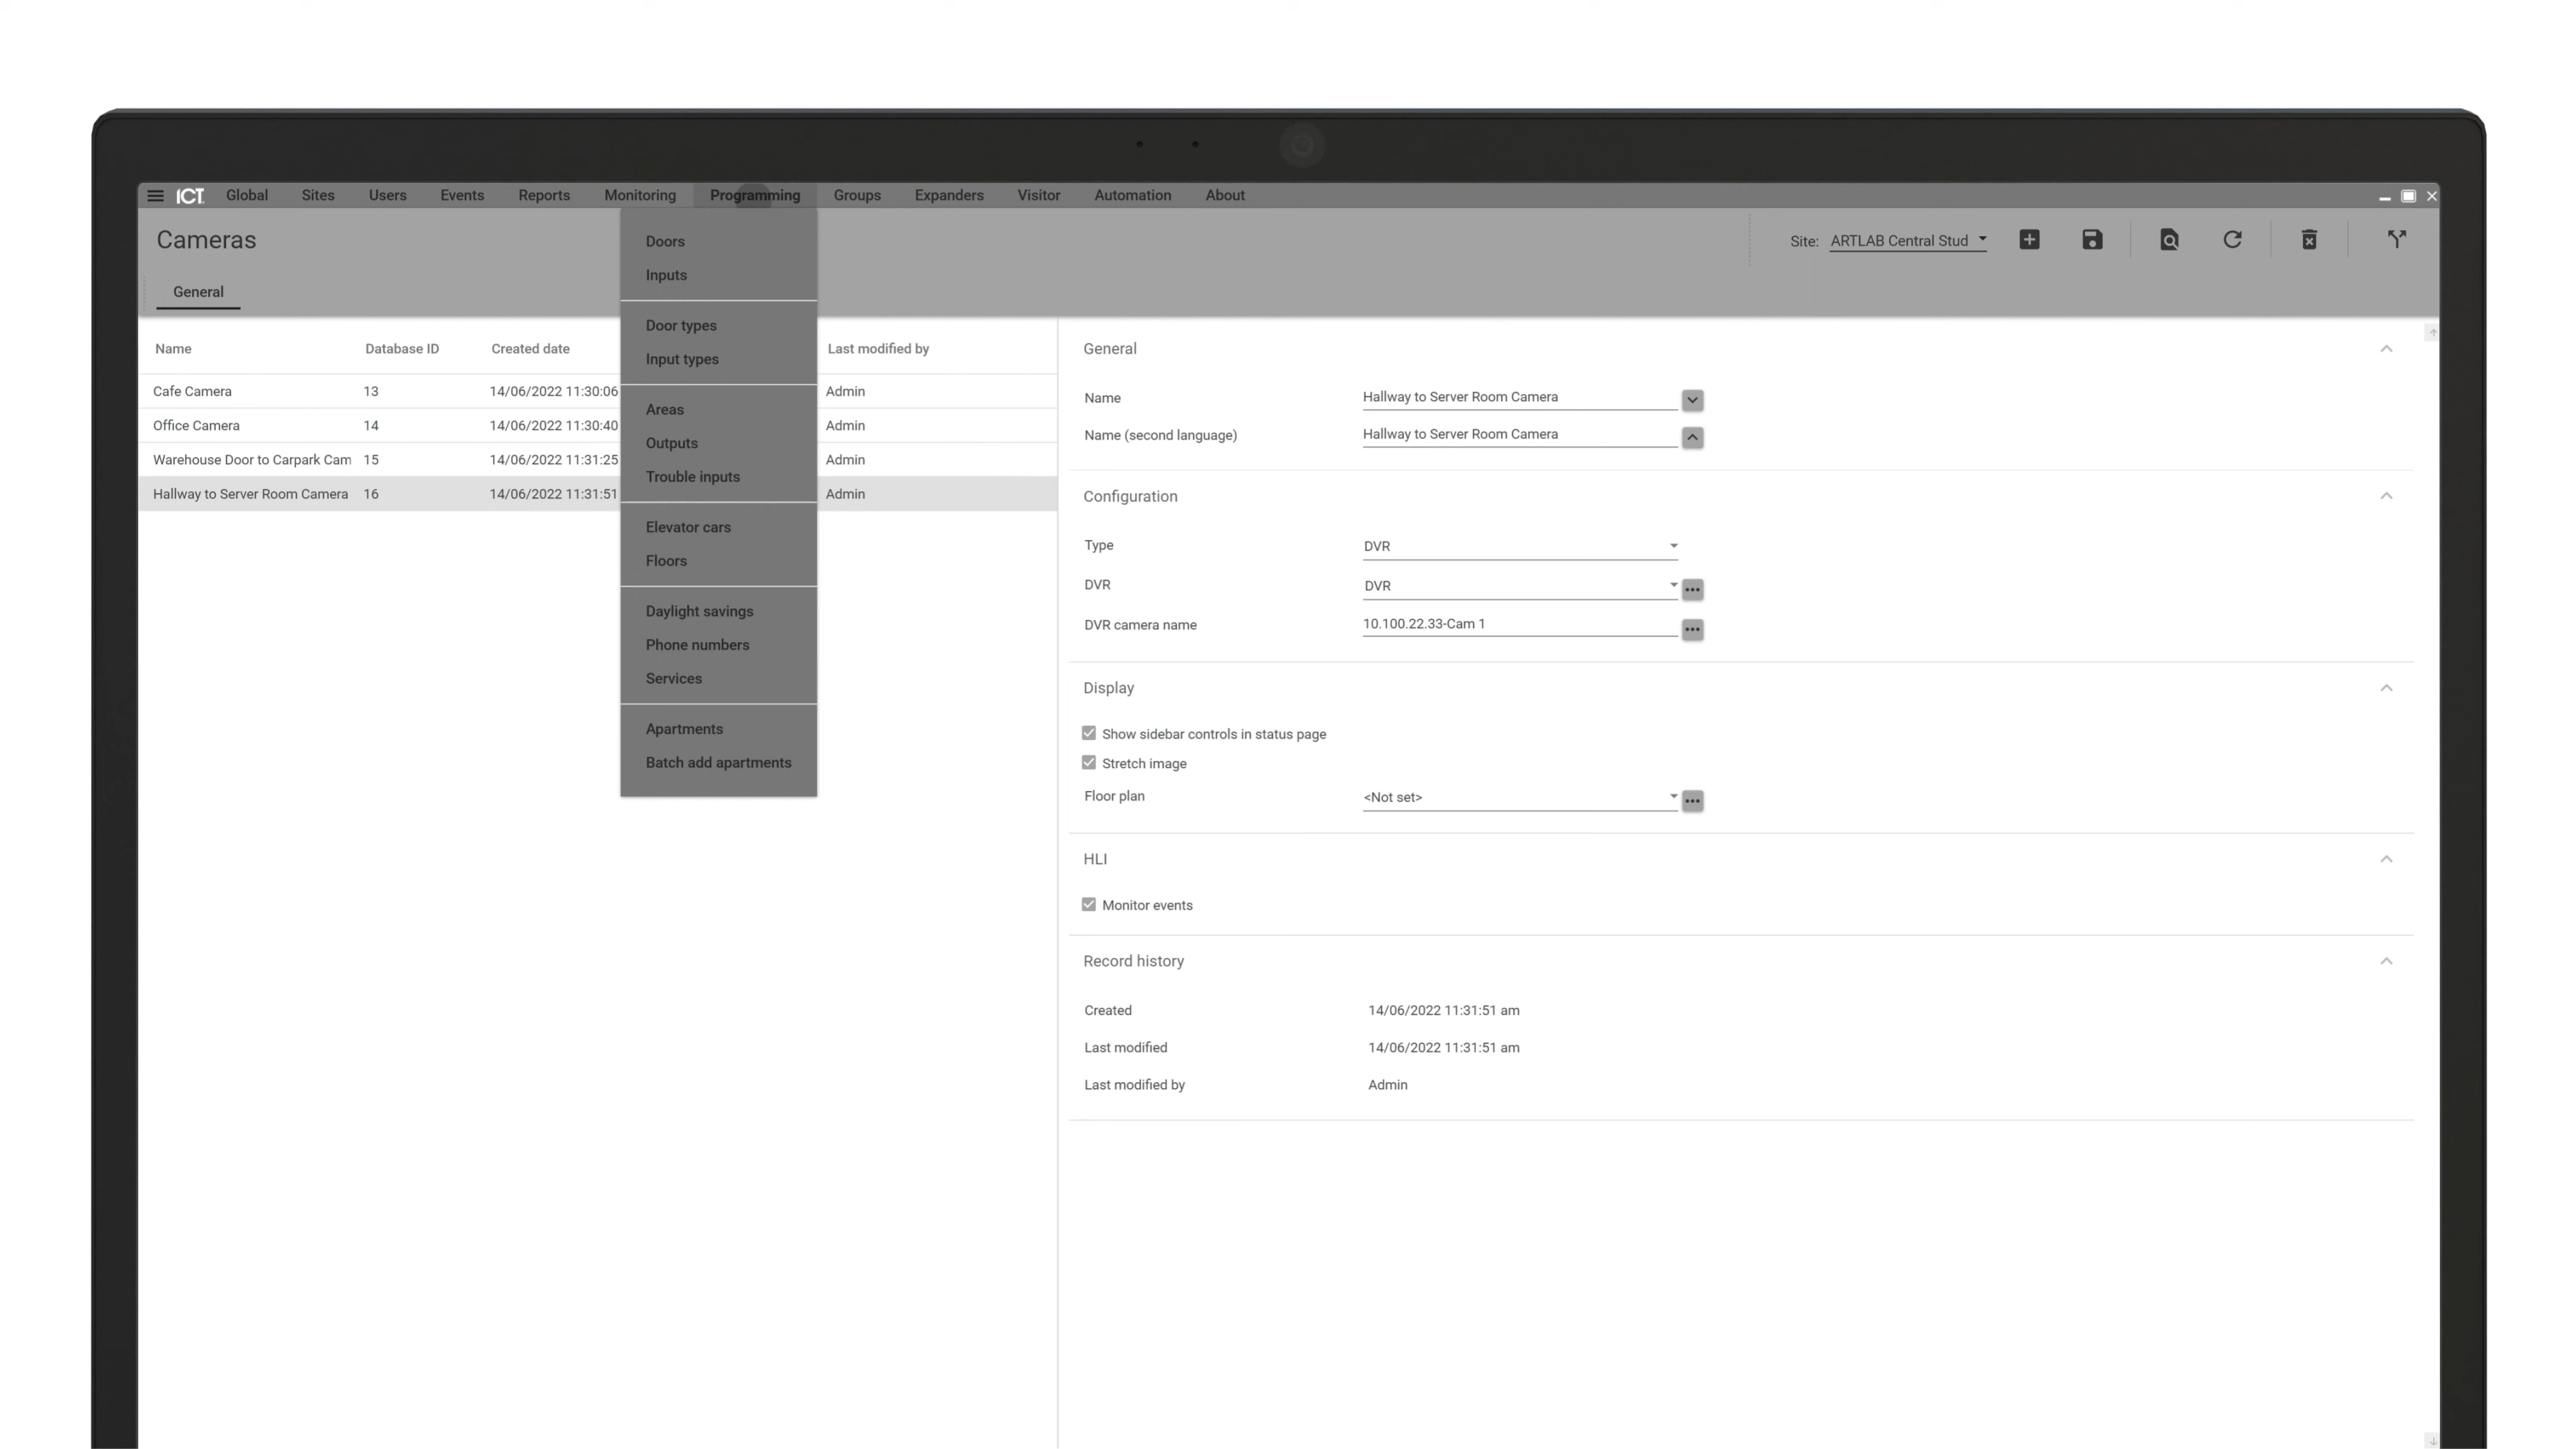 ICT Global Sites Users Events Reports Monitoring Programming Groups Expanders Visitor Automation About
Cameras
Site: ARTLAB Central Stud
General
Doors
Inputs
Door types
Input types
Areas
Outputs
Trouble inputs
Elevator cars
Floors
Daylight savings
Phone numbers
Services
Apartments
Batch add apartments
Name Database ID Created date Last modified by
Cafe Camera 13 14/06/2022 11:30:06 Admin
Office Camera 14 14/06/2022 11:30:40 Admin
Warehouse Door to Carpark Cam 15 14/06/2022 11:31:25 Admin
Hallway to Server Room Camera 16 14/06/2022 11:31:51 Admin
General
Name Hallway to Server Room Camera
Name (second language) Hallway to Server Room Camera
Configuration
Type DVR
DVR DVR
DVR camera name 10.100.22.33-Cam 1
Display
Show sidebar controls in status page
Stretch image
Floor plan <Not set>
HLI
Monitor events
Record history
Created 14/06/2022 11:31:51 am
Last modified 14/06/2022 11:31:51 am
Last modified by Admin